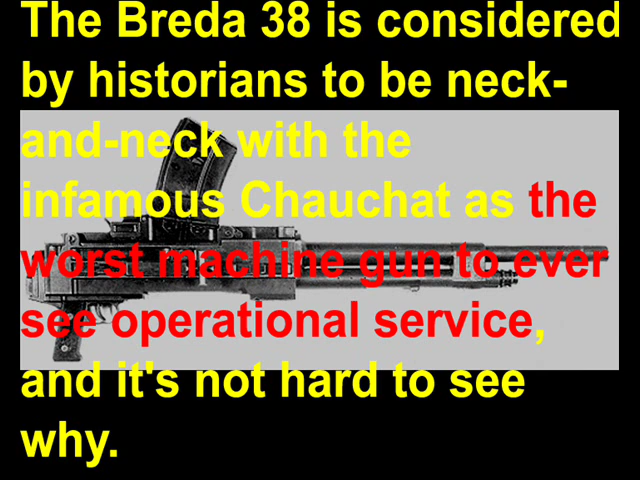 The Breda 38 is considered
by historians to be neck-
and-neck with the
infamous Chauchat as the
worst machine gun to ever
see operational service,
and it's not hard to see
why.